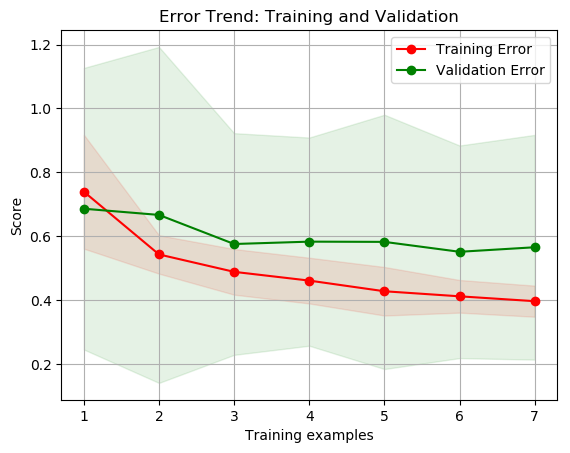 Error Trend: Training and Validation
Training Error
Validation Error
1.2
1.0
0.8
0.6
0.4
0.2
Score
1 2 3 4 5 6 7
Training examples